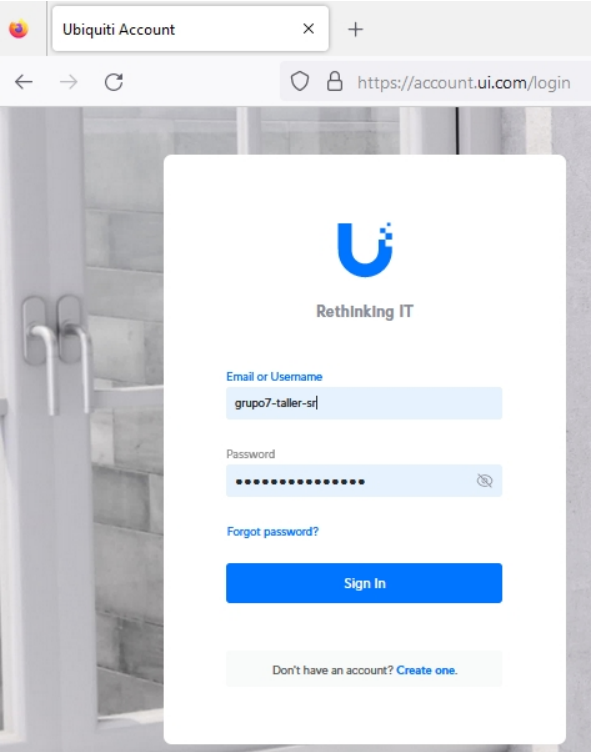 Ubiquiti Account
https://account.ui.com/login
Rethinking IT
Email or Username
grupo7-taller-sr
Password
•••••••••••••••
Forgot password?
Sign In
Don't have an account? Create one.